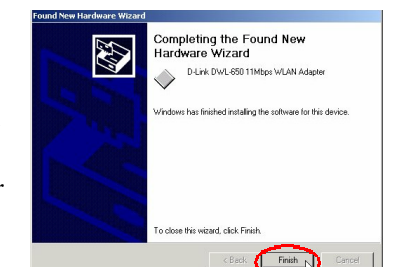 Found New Hardware Wizard
Completing the Found New
Hardware Wizard
D-Link DWL-650 11Mbps WLAN Adapter
Windows has finished installing the software for this device.
To close this wizard, click Finish.
< Back Finish Cancel